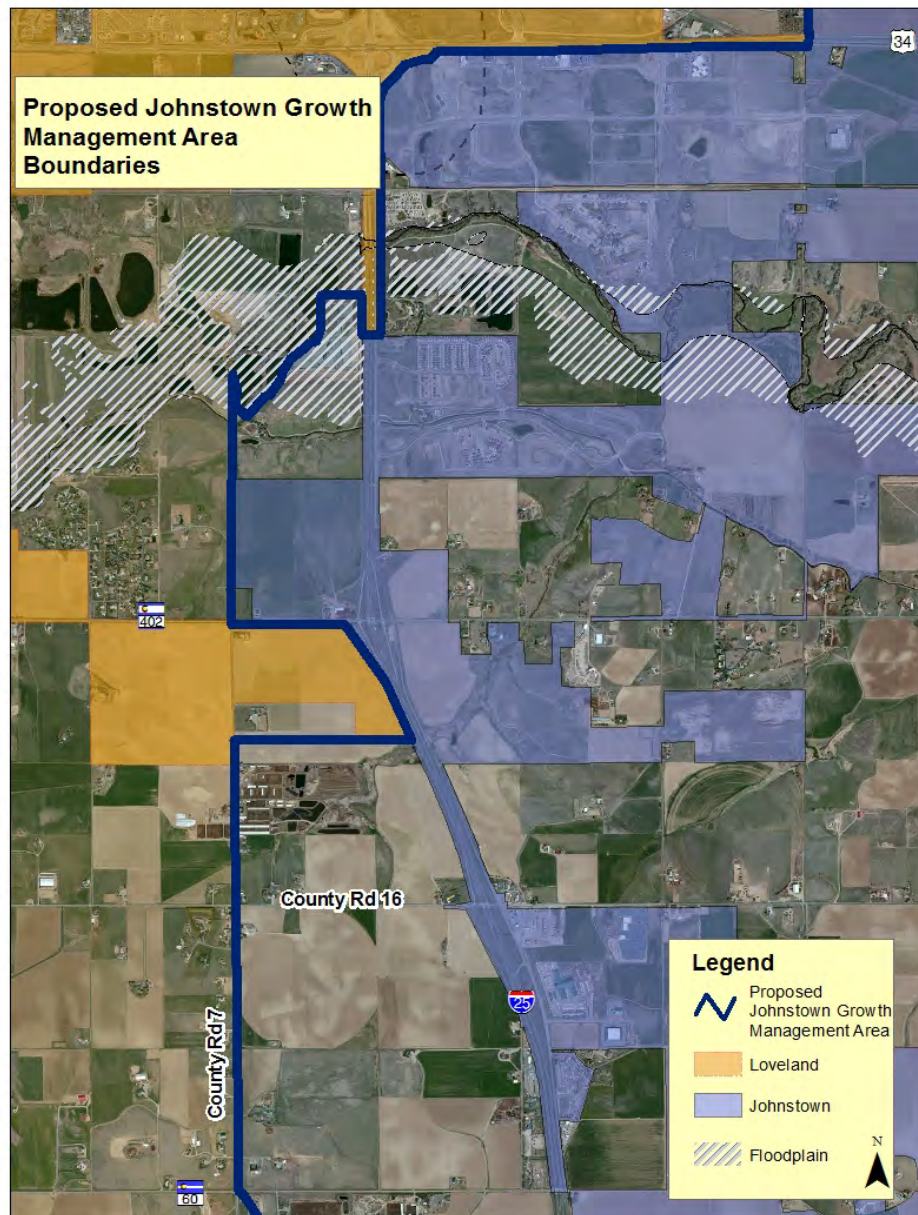 34
Proposed Johnstown Growth
Management Area
Boundaries
402
County Rd 16
County Rd 7
25
60
Legend
Proposed
Johnstown Growth
Management Area
Loveland
Johnstown
Floodplain
N